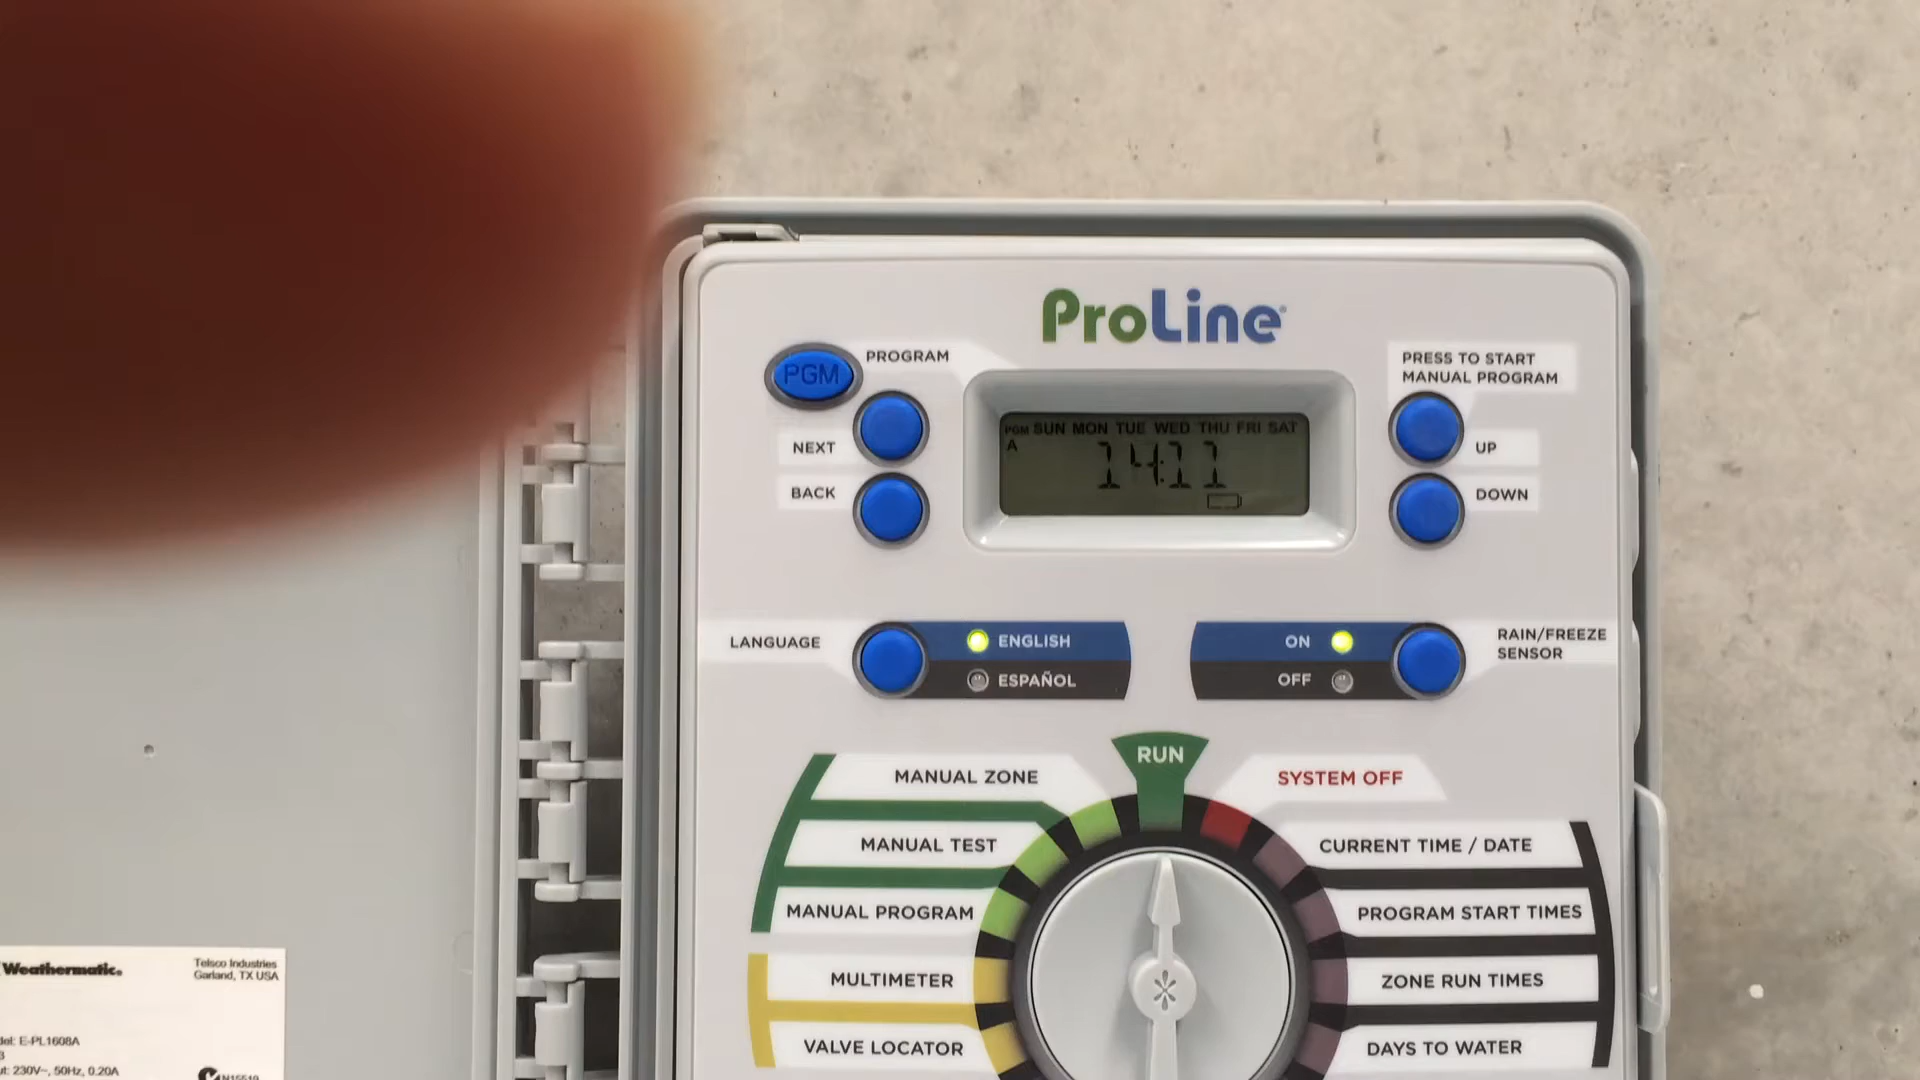 ProLine®
PGM
PROGRAM
NEXT
BACK
PGM SUN MON TUE WED THU FRI SAT
A
14:11
PRESS TO START
MANUAL PROGRAM
UP
DOWN
LANGUAGE
ENGLISH
ESPAÑOL
ON
OFF
RAIN/FREEZE
SENSOR
RUN
MANUAL ZONE
MANUAL TEST
MANUAL PROGRAM
MULTIMETER
VALVE LOCATOR
SYSTEM OFF
CURRENT TIME / DATE
PROGRAM START TIMES
ZONE RUN TIMES
DAYS TO WATER
Weathermatic®
Telsco Industries
Garland, TX USA
E-PL1608A
230V~, 50Hz, 0.20A